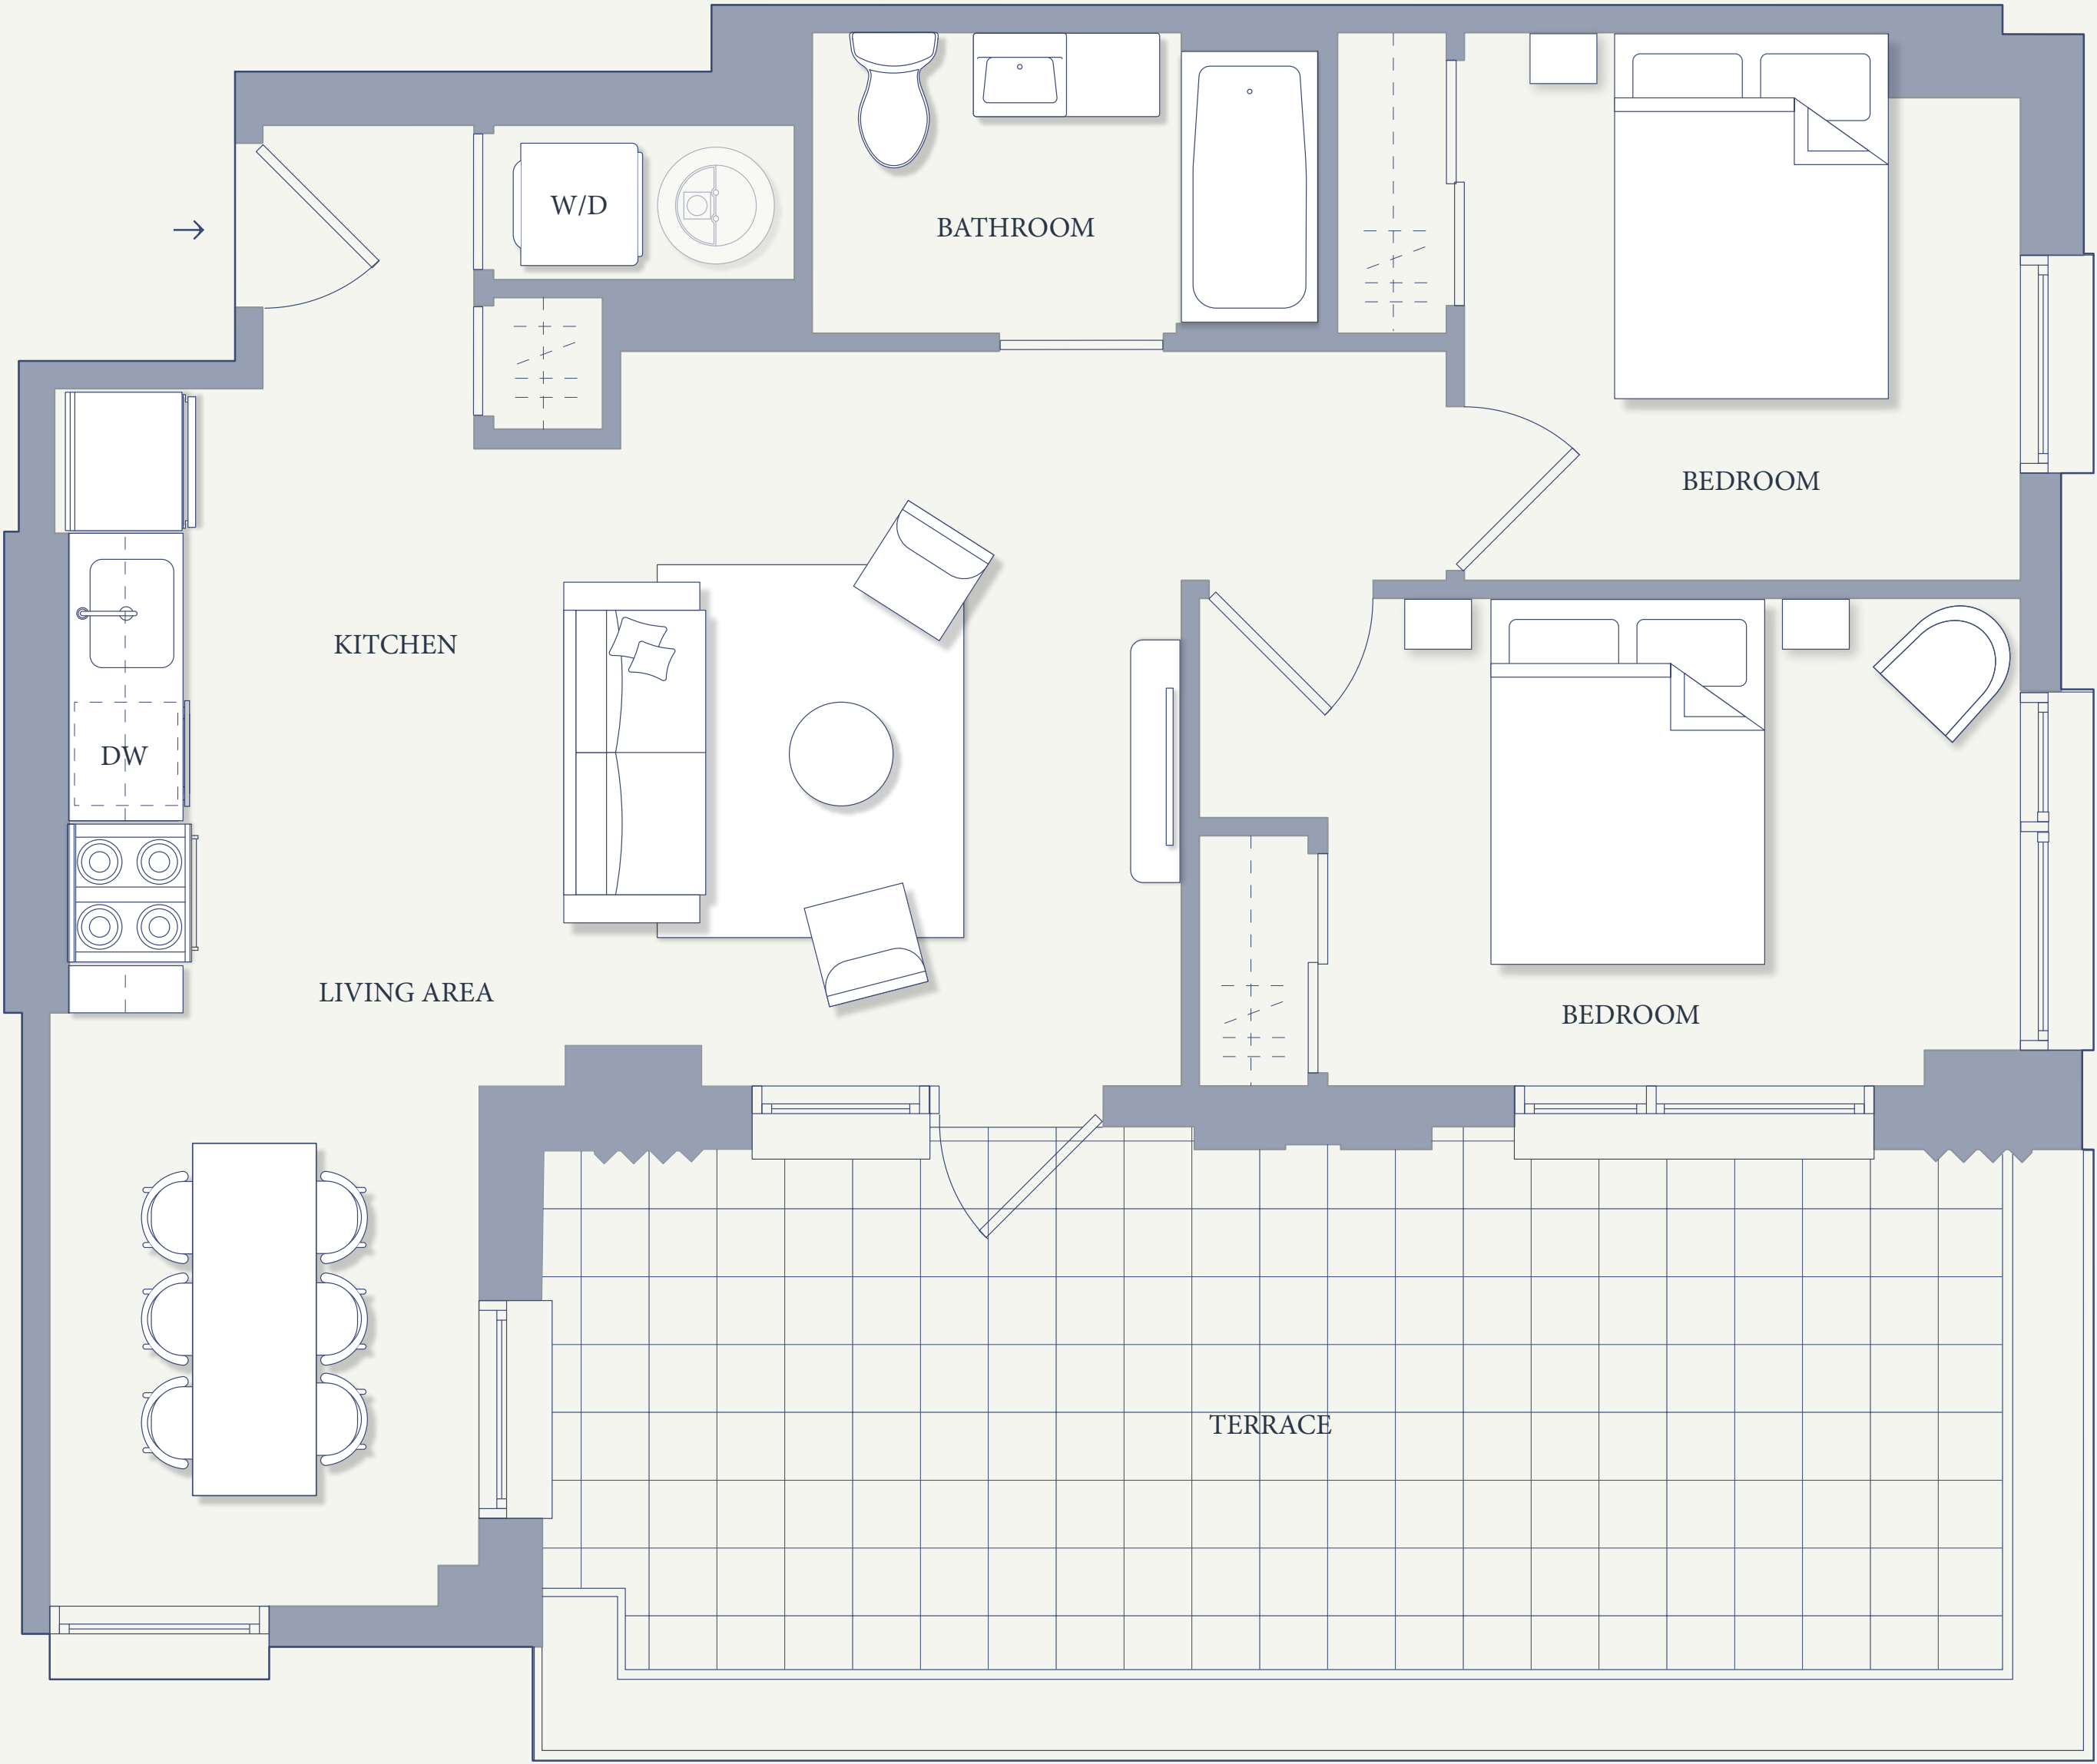 W/D
BATHROOM
BEDROOM
KITCHEN
DW
LIVING AREA
BEDROOM
TERRACE